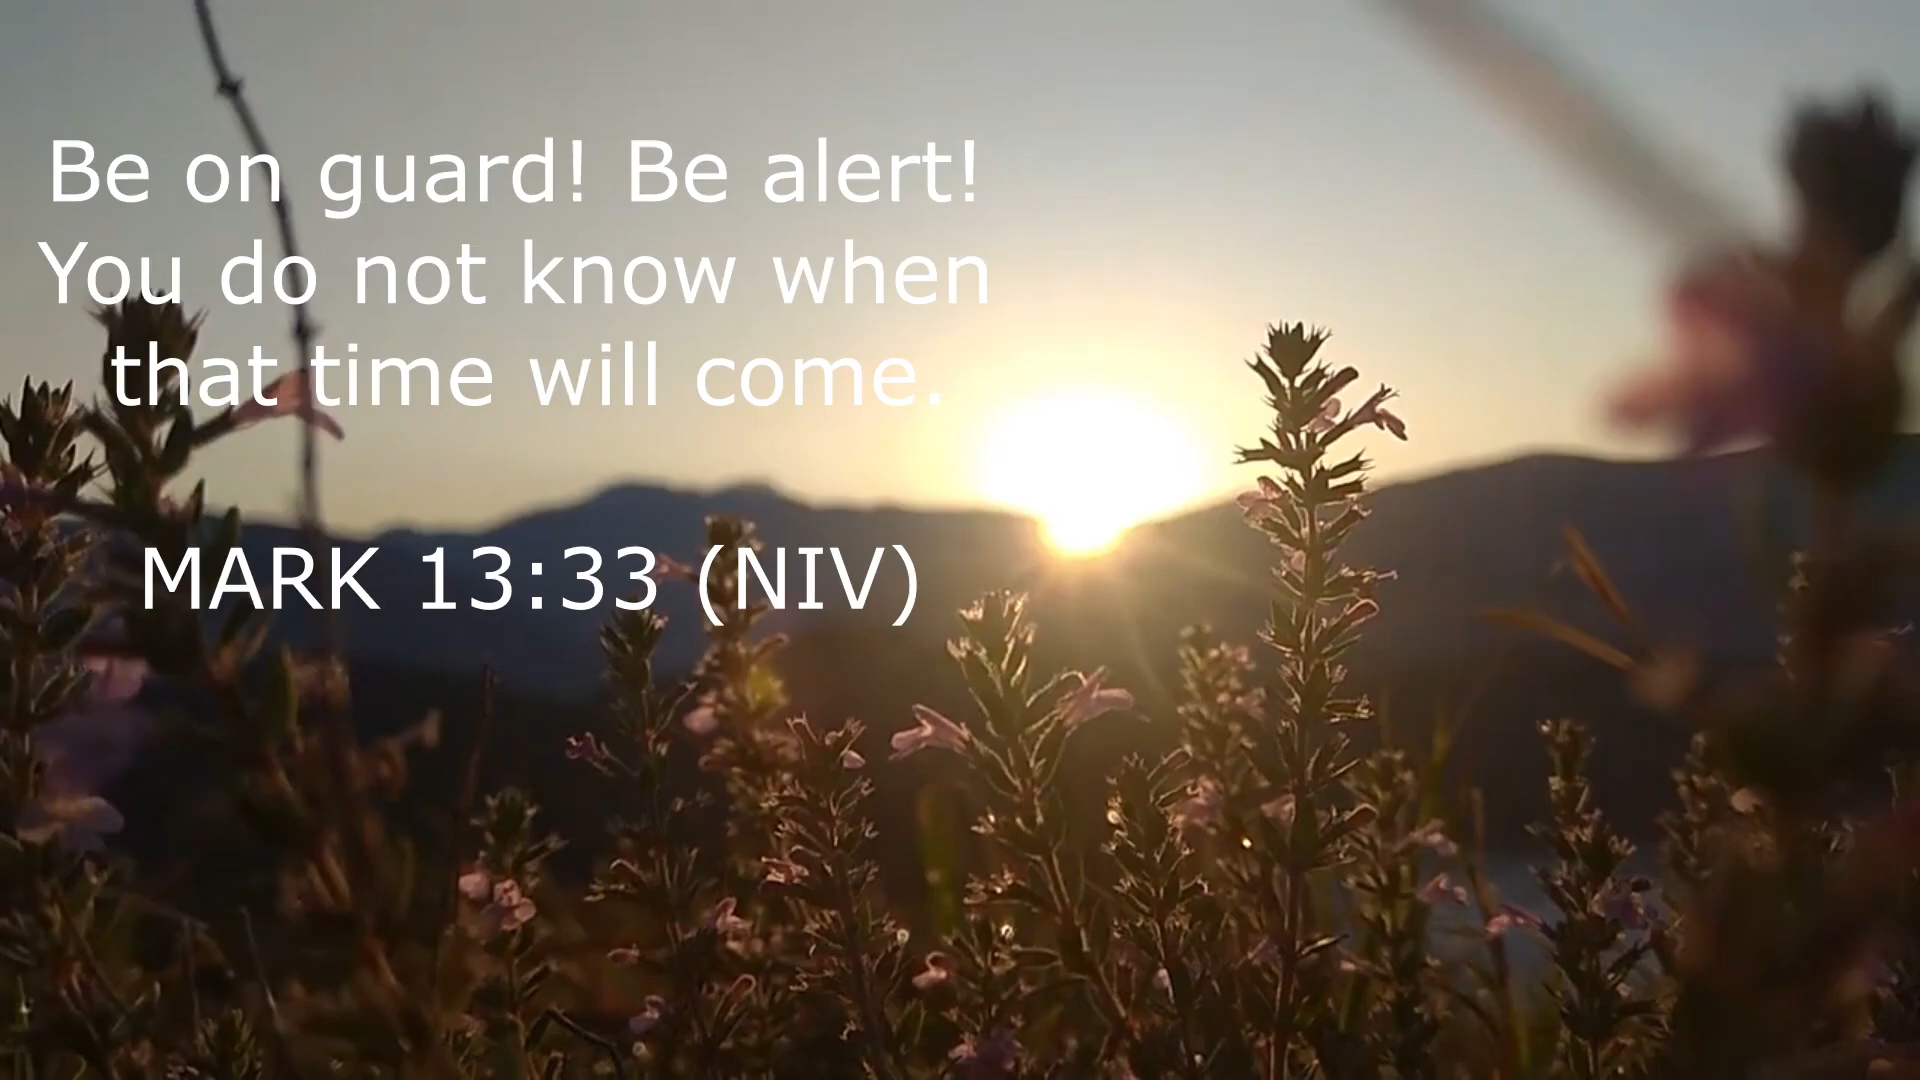 Be on guard! Be alert!
You do not know when
that time will come.
MARK 13:33 (NIV)